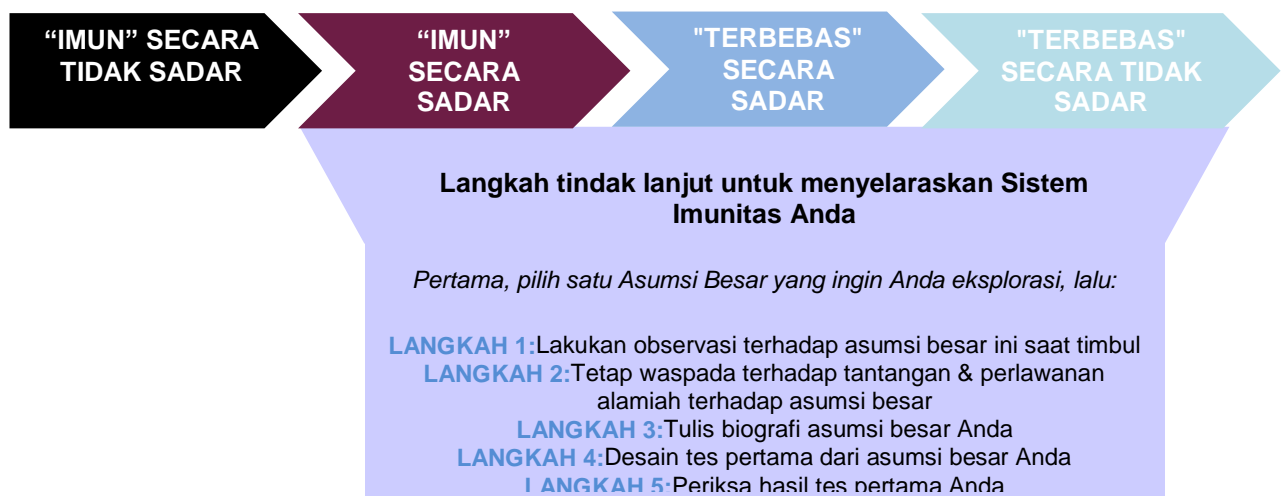 “IMUN” SECARA
TIDAK SADAR
“IMUN”
SECARA
SADAR
"TERBEBAS"
SECARA
SADAR
"TERBEBAS"
SECARA TIDAK
SADAR
Langkah tindak lanjut untuk menyelaraskan Sistem
Imunitas Anda
Pertama, pilih satu Asumsi Besar yang ingin Anda eksplorasi, lalu:
LANGKAH 1:Lakukan observasi terhadap asumsi besar ini saat timbul
LANGKAH 2:Tetap waspada terhadap tantangan & perlawanan
alamiah terhadap asumsi besar
LANGKAH 3:Tulis biografi asumsi besar Anda
LANGKAH 4:Desain tes pertama dari asumsi besar Anda
LANGKAH 5:Periksa hasil tes pertama Anda